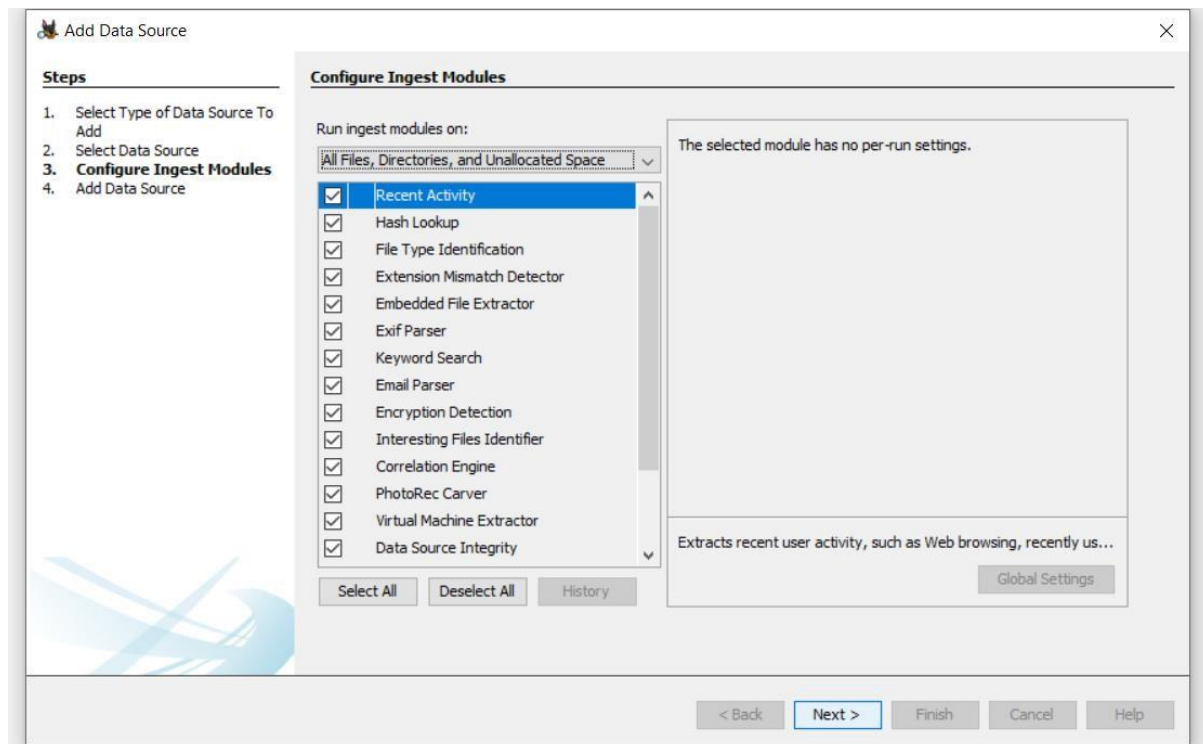 Add Data Source
Steps
1. Select Type of Data Source To
Add
2. Select Data Source
3. Configure Ingest Modules
4. Add Data Source
Configure Ingest Modules
Run ingest modules on:
All Files, Directories, and Unallocated Space
Recent Activity
Hash Lookup
File Type Identification
Extension Mismatch Detector
Embedded File Extractor
Exif Parser
Keyword Search
Email Parser
Encryption Detection
Interesting Files Identifier
Correlation Engine
PhotoRec Carver
Virtual Machine Extractor
Data Source Integrity
Select All Deselect All History
The selected module has no per-run settings.
Extracts recent user activity, such as Web browsing, recently us...
Global Settings
< Back Next > Finish Cancel Help